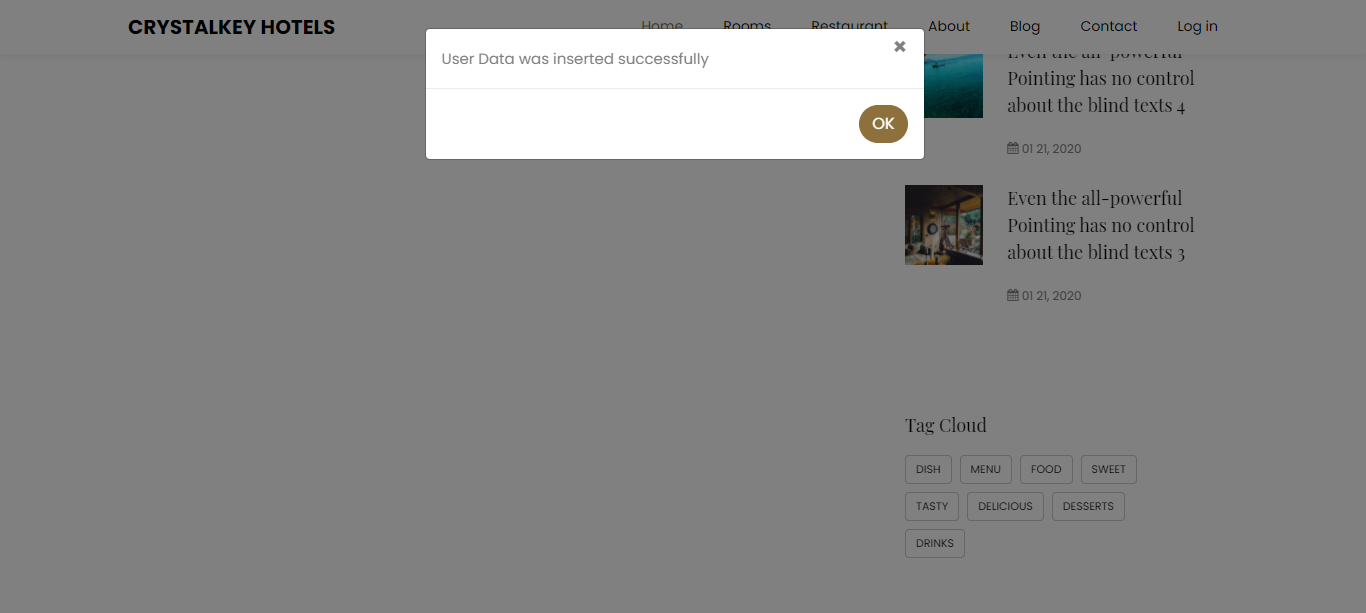 CRYSTALKEY HOTELS
Home Rooms Restaurant About Blog Contact Log in
User Data was inserted successfully
×
OK
Even the all-powerful
Pointing has no control
about the blind texts 4
01 21, 2020
Even the all-powerful
Pointing has no control
about the blind texts 3
01 21, 2020
Tag Cloud
DISH MENU FOOD SWEET
TASTY DELICIOUS DESSERTS
DRINKS